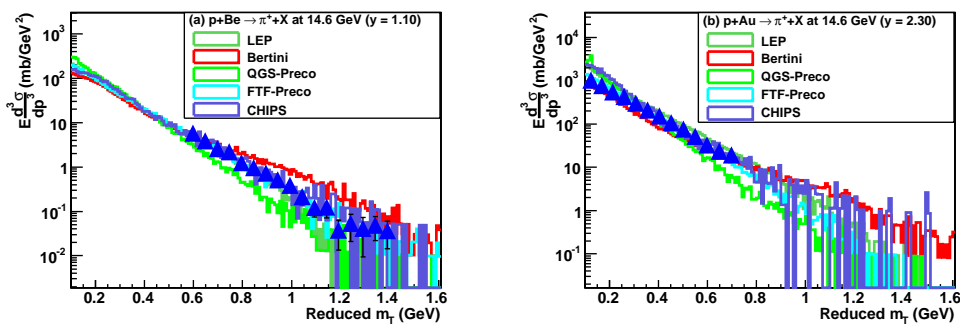 (a) p+Be → π⁺+X at 14.6 GeV (y = 1.10)
LEP
Bertini
QGS-Preco
FTF-Preco
CHIPS
E d³σ/dp³ (mb/GeV²)
10³
10²
10
1
10⁻¹
10⁻²
0.2 0.4 0.6 0.8 1 1.2 1.4 1.6
Reduced m_T (GeV)
(b) p+Au → π⁺+X at 14.6 GeV (y = 2.30)
LEP
Bertini
QGS-Preco
FTF-Preco
CHIPS
E d³σ/dp³ (mb/GeV²)
10⁴
10³
10²
10
1
10⁻¹
0.2 0.4 0.6 0.8 1 1.2 1.4 1.6
Reduced m_T (GeV)